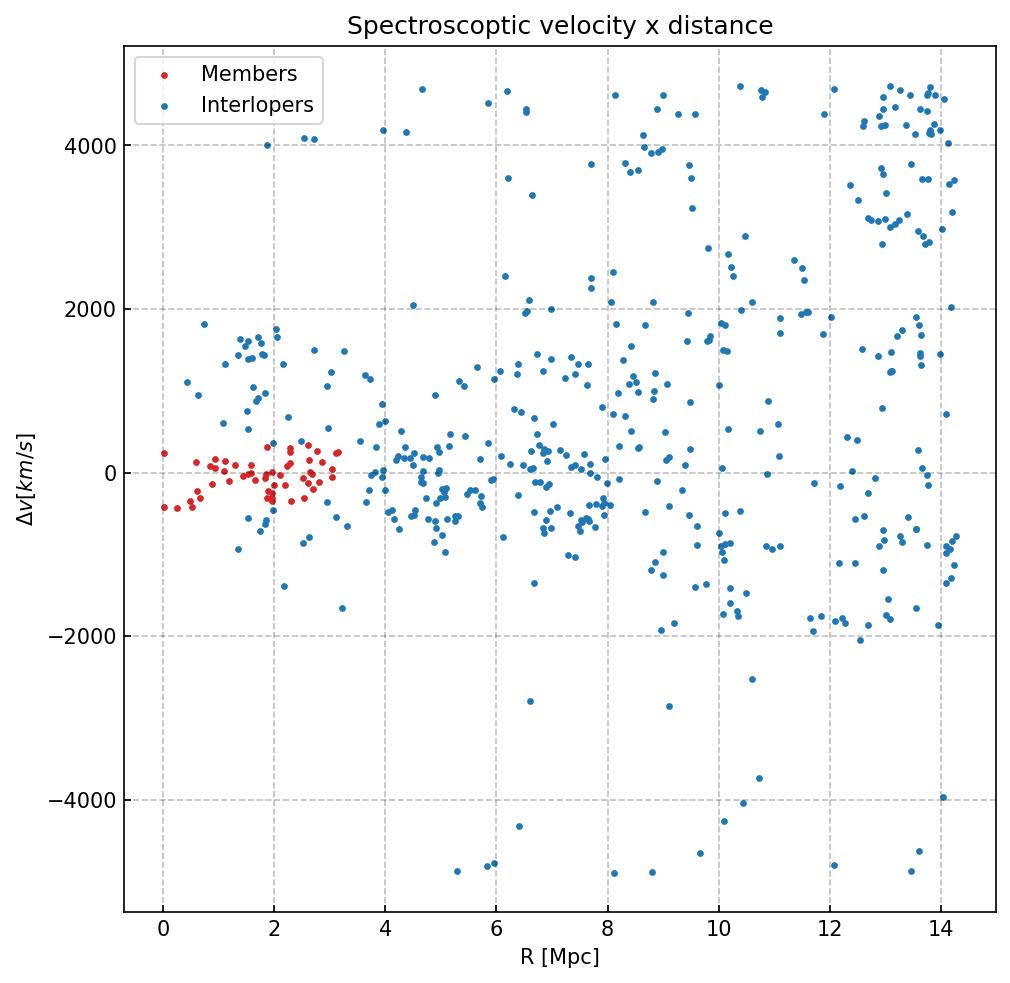 Spectroscoptic velocity x distance
Members
Interlopers
4000
2000
0
−2000
−4000
Δv[km/s]
0 2 4 6 8 10 12 14
R [Mpc]